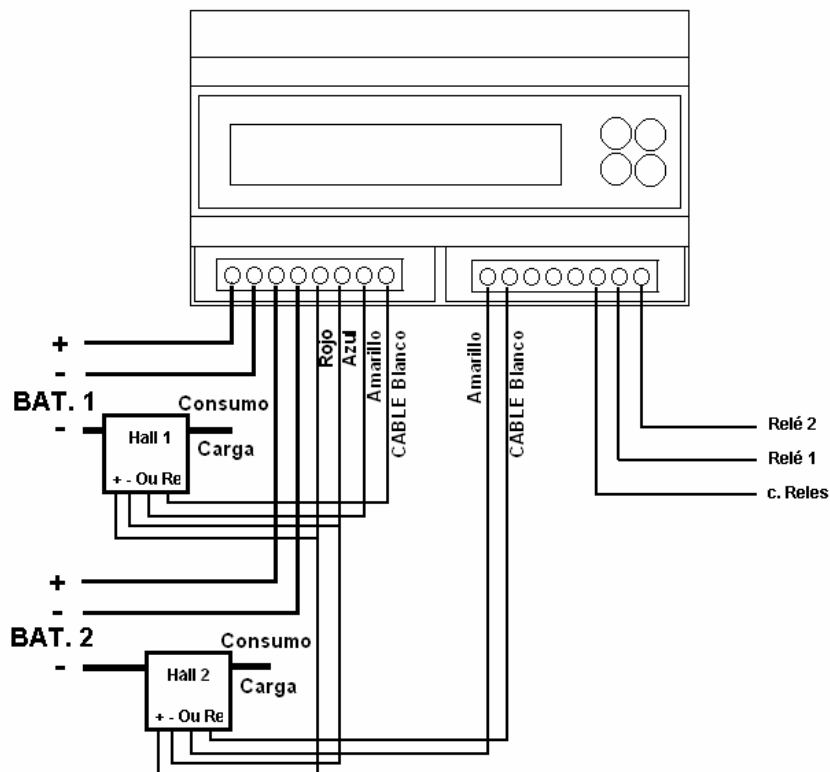 Rojo
Azul
Amarillo
CABLE Blanco
Amarillo
CABLE Blanco
+
-
BAT. 1
-
Consumo
Carga
Hall 1
+ - Ou Re
Relé 2
Relé 1
c. Reles
+
-
BAT. 2
-
Consumo
Carga
Hall 2
+ - Ou Re